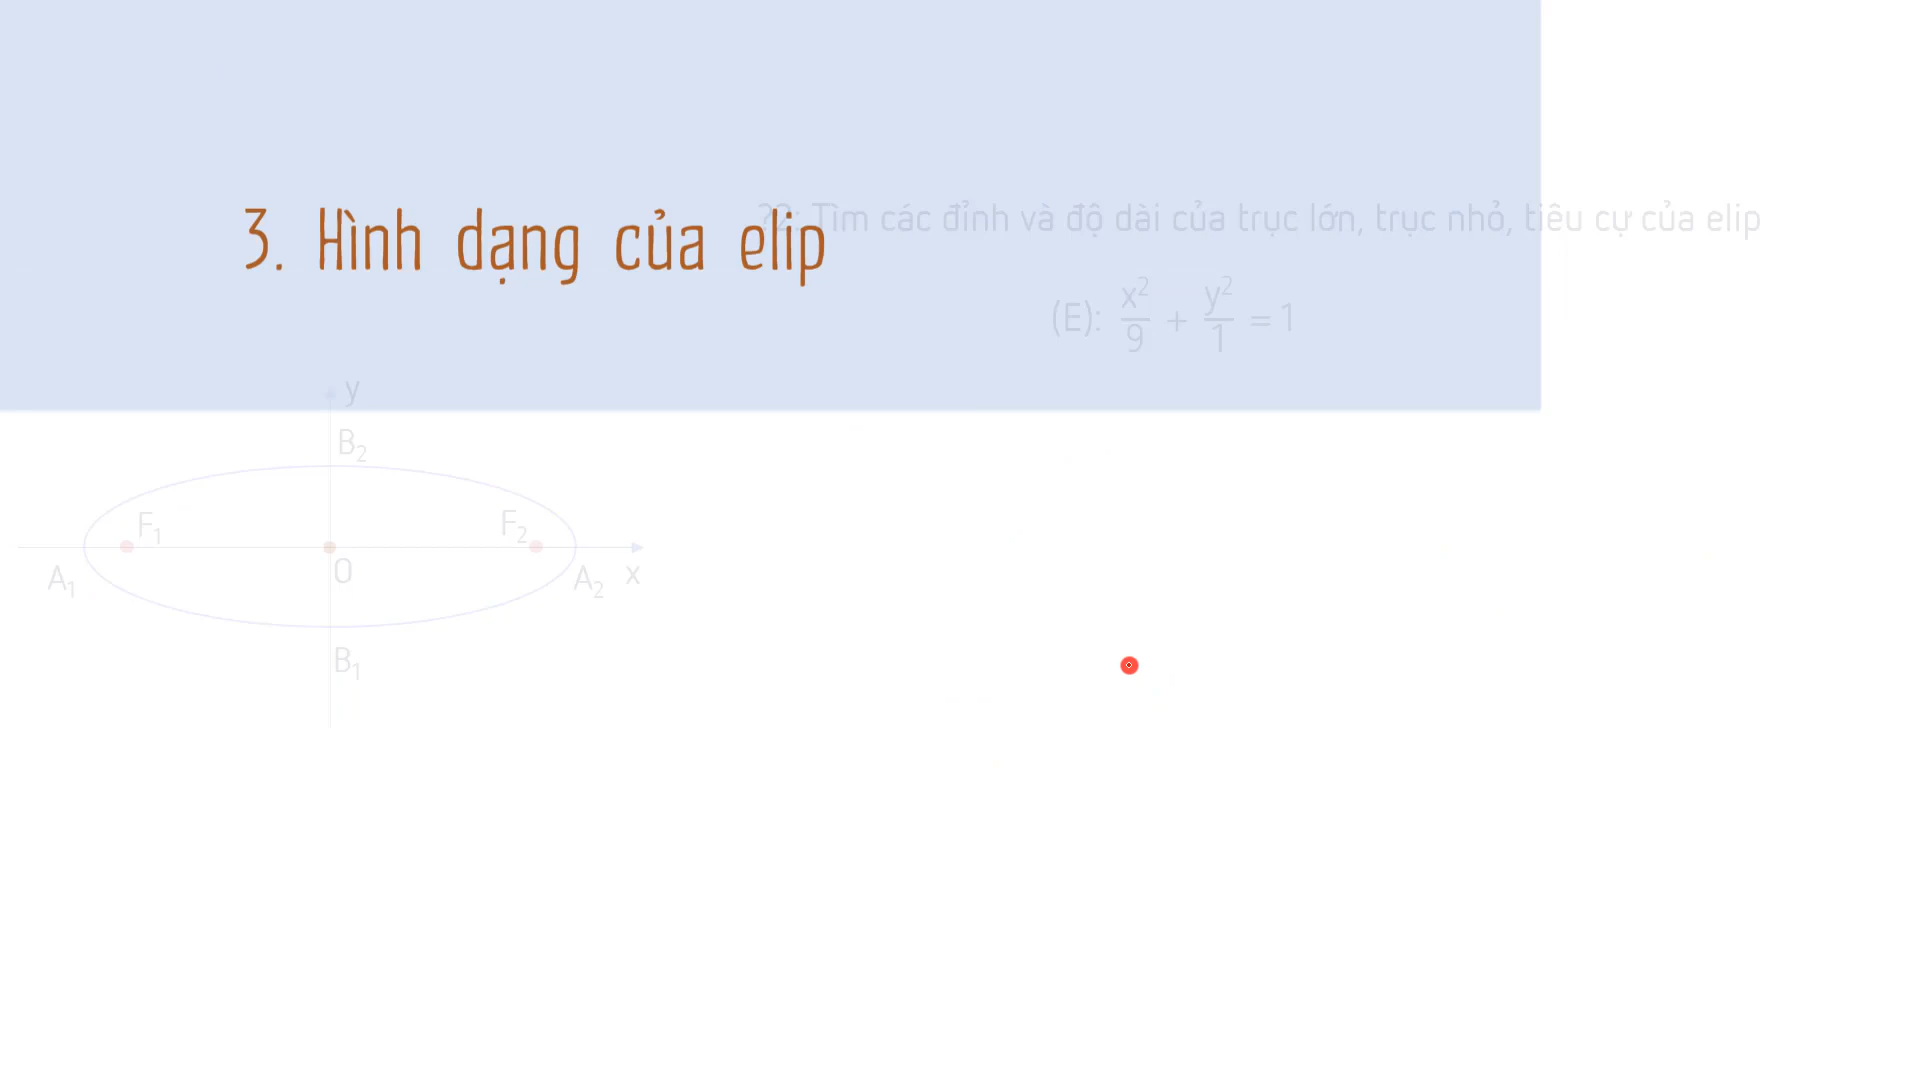 3. Hình dạng của elip
?2: Tìm các đỉnh và độ dài của trục lớn, trục nhỏ, tiêu cự của elip
(E): x²/9 + y²/1 = 1
y
B₂
F₁ F₂
A₁ O A₂ x
B₁